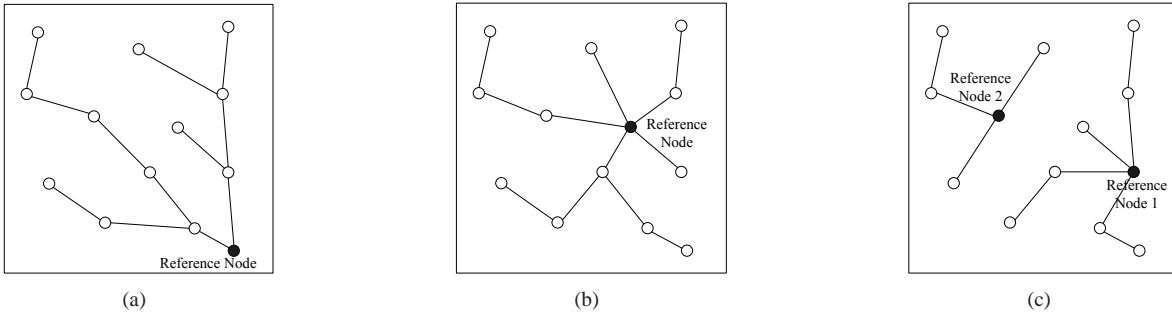 Reference Node
(a)
Reference
Node
(b)
Reference
Node 2
Reference
Node 1
(c)